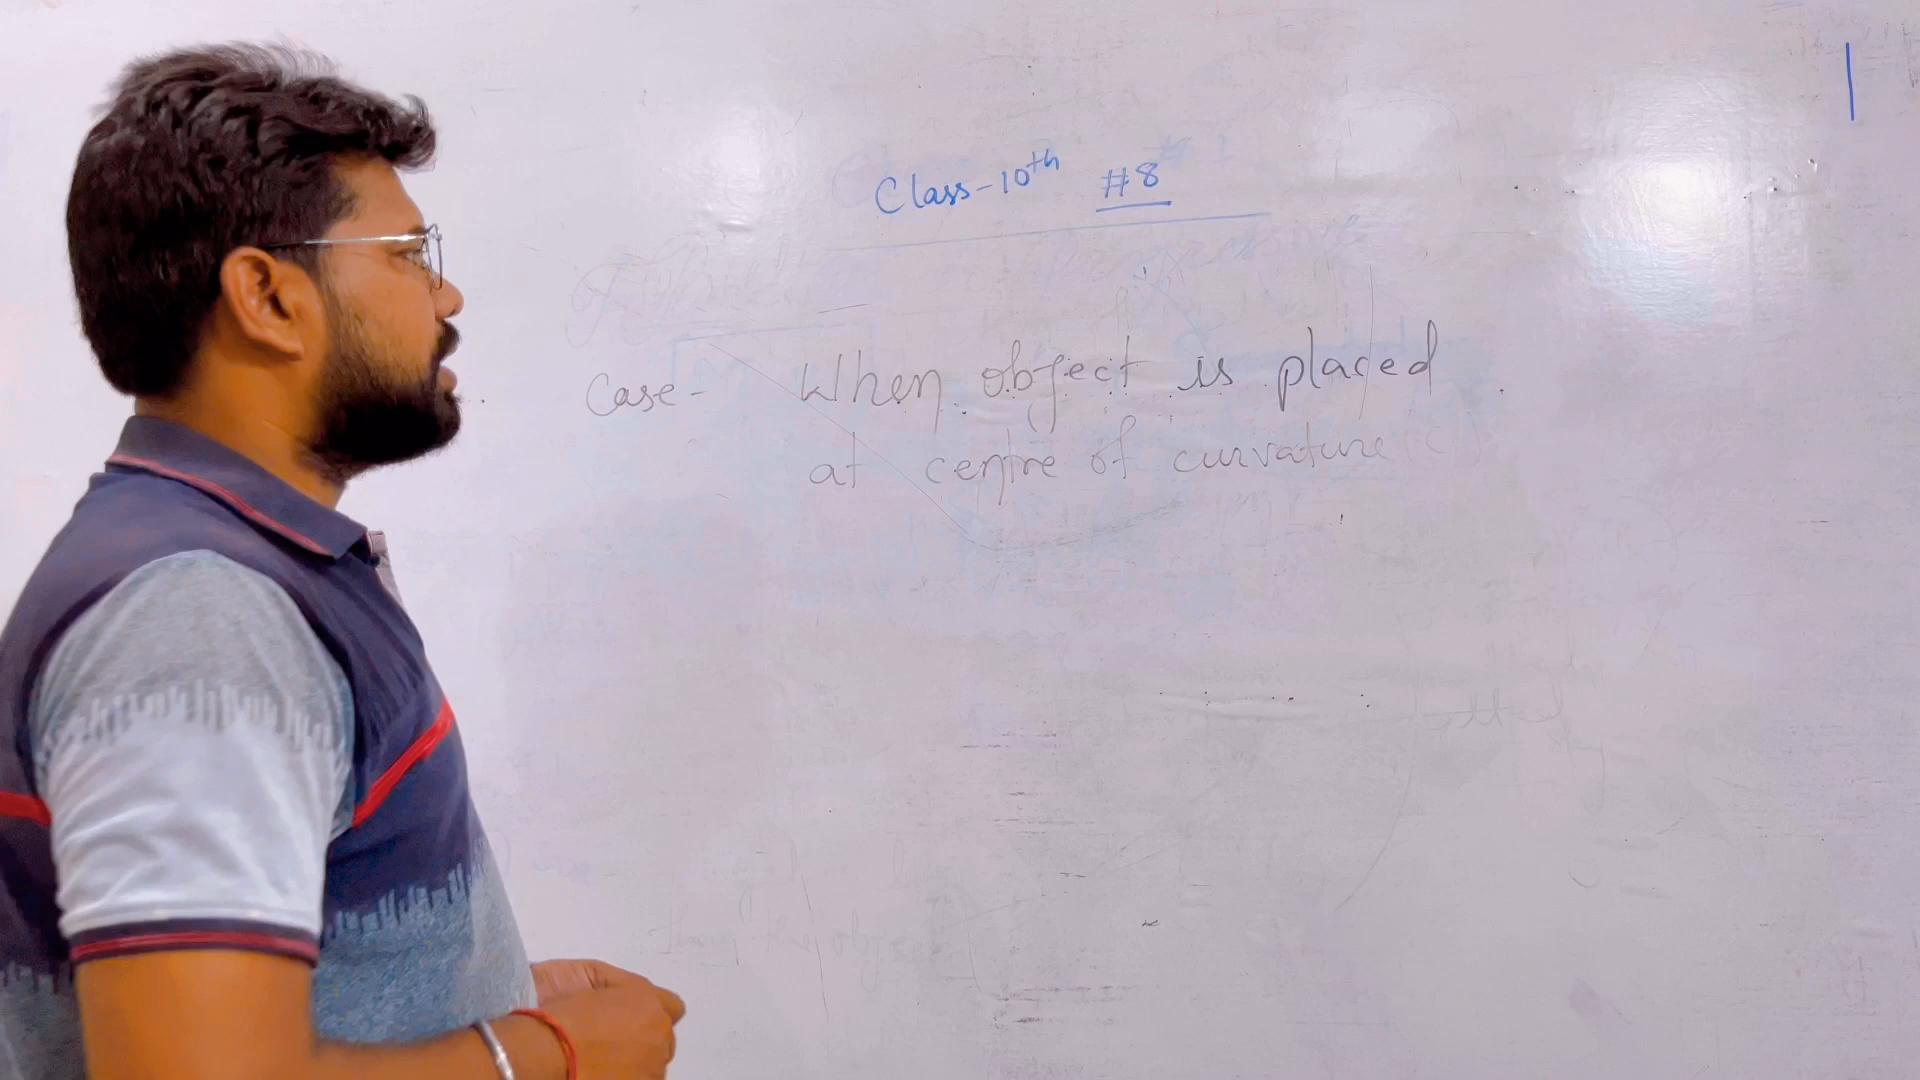 Class-10th #8
Case- When object is placed
at centre of curvature (C)